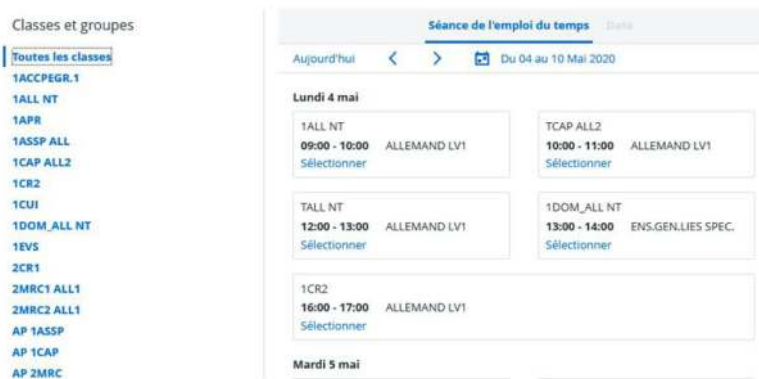 Classes et groupes
Toutes les classes
1ACCPEGR.1
1ALL NT
1APR
1ASSP ALL
1CAP ALL2
1CR2
1CUI
1DOM_ALL NT
1EVS
2CR1
2MRC1 ALL1
2MRC2 ALL1
AP 1ASSP
AP 1CAP
AP 2MRC
Séance de l'emploi du temps Date
Aujourd'hui < > Du 04 au 10 Mai 2020
Lundi 4 mai
1ALL NT
09:00 - 10:00 ALLEMAND LV1
Sélectionner
TCAP ALL2
10:00 - 11:00 ALLEMAND LV1
Sélectionner
TALL NT
12:00 - 13:00 ALLEMAND LV1
Sélectionner
1DOM_ALL NT
13:00 - 14:00 ENS.GEN.LIES SPEC.
Sélectionner
1CR2
16:00 - 17:00 ALLEMAND LV1
Sélectionner
Mardi 5 mai